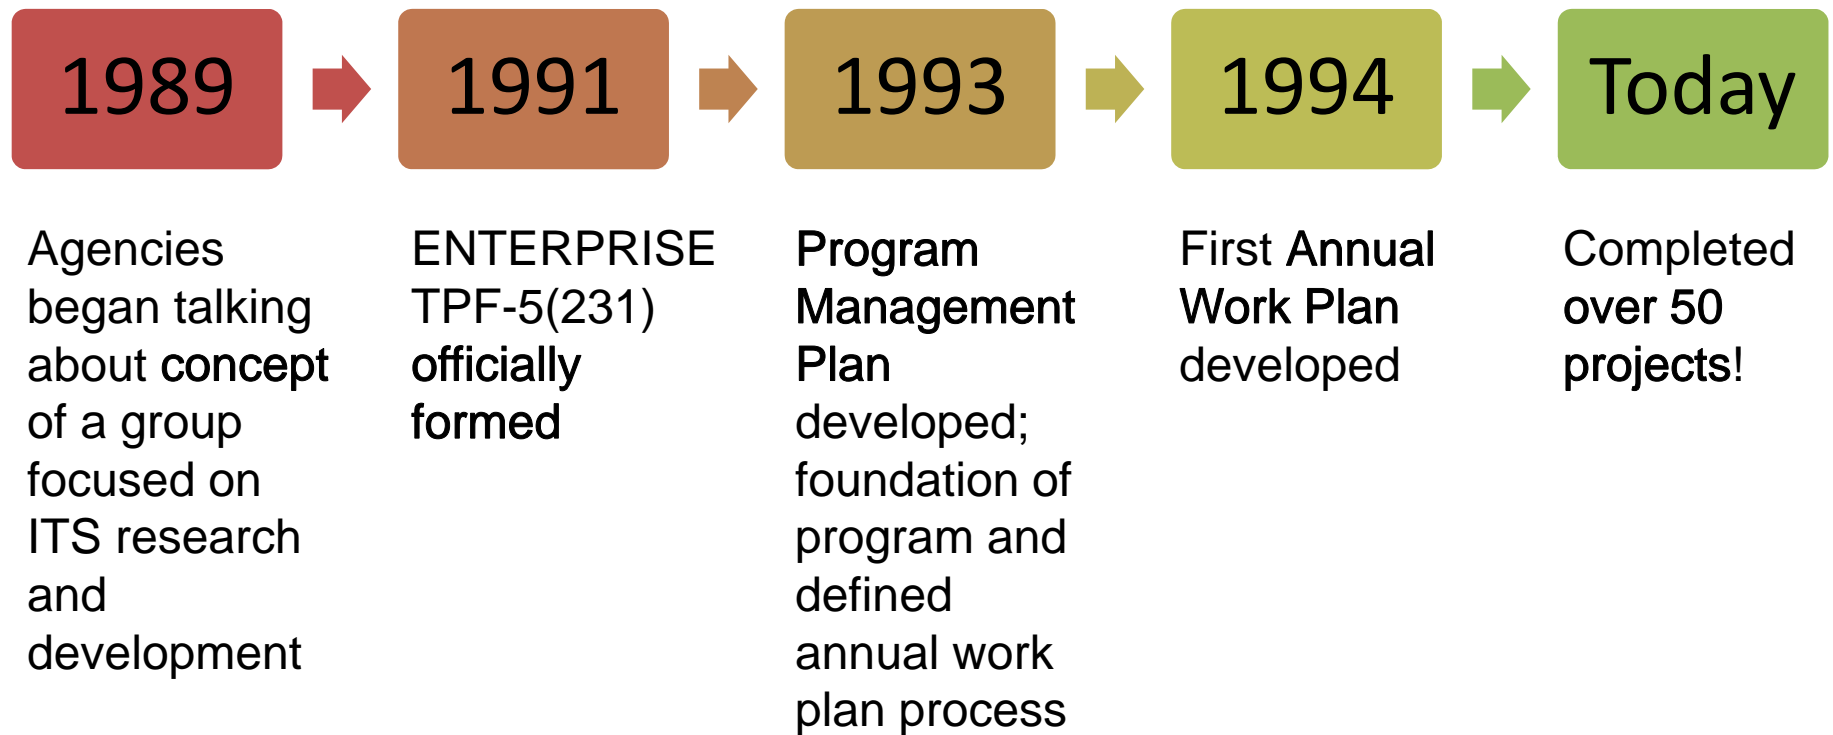 1989
1991
1993
1994
Today
Agencies
began talking
about concept
of a group
focused on
ITS research
and
development
ENTERPRISE
TPF-5(231)
officially
formed
Program
Management
Plan
developed;
foundation of
program and
defined
annual work
plan process
First Annual
Work Plan
developed
Completed
over 50
projects!